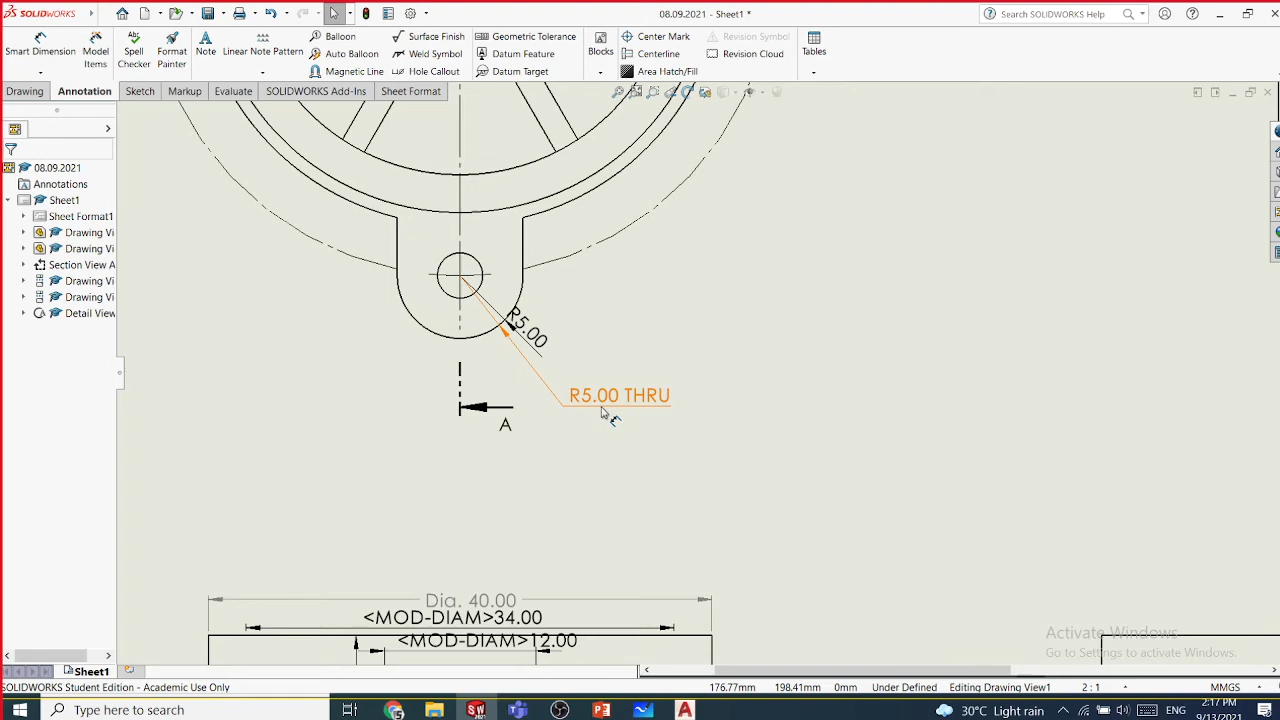 SOLIDWORKS
08.09.2021 - Sheet1 *
Search SOLIDWORKS Help
Smart Dimension
Model Items
Spell Checker
Format Painter
Note
Linear Note Pattern
Balloon
Auto Balloon
Magnetic Line
Surface Finish
Weld Symbol
Hole Callout
Geometric Tolerance
Datum Feature
Datum Target
Blocks
Center Mark
Centerline
Area Hatch/Fill
Revision Symbol
Revision Cloud
Tables
Drawing
Annotation
Sketch
Markup
Evaluate
SOLIDWORKS Add-Ins
Sheet Format
08.09.2021
Annotations
Sheet1
Sheet Format1
Drawing Vi
Drawing Vi
Section View A
Drawing Vi
Drawing Vi
Detail View
R5.00
R5.00 THRU
A
Dia. 40.00
<MOD-DIAM>34.00
<MOD-DIAM>12.00
Activate Windows
Go to Settings to activate Windows.
Sheet1
SOLIDWORKS Student Edition - Academic Use Only
176.77mm
198.41mm
0mm
Under Defined
Editing Drawing View1
2 : 1
MMGS
Type here to search
30°C Light rain
ENG
2:17 PM
9/13/2021